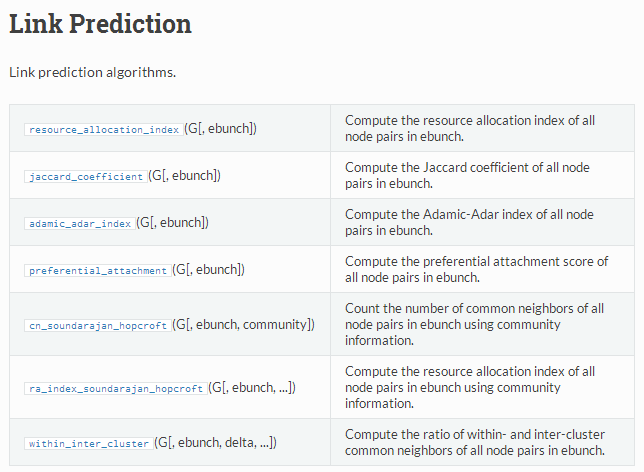 Link Prediction
Link prediction algorithms.
resource_allocation_index (G[, ebunch])
Compute the resource allocation index of all
node pairs in ebunch.
jaccard_coefficient (G[, ebunch])
Compute the Jaccard coefficient of all node
pairs in ebunch.
adamic_adar_index (G[, ebunch])
Compute the Adamic-Adar index of all node
pairs in ebunch.
preferential_attachment (G[, ebunch])
Compute the preferential attachment score of
all node pairs in ebunch.
cn_soundarajan_hopcroft (G[, ebunch, community])
Count the number of common neighbors of all
node pairs in ebunch using community
information.
ra_index_soundarajan_hopcroft (G[, ebunch, ...])
Compute the resource allocation index of all
node pairs in ebunch using community
information.
within_inter_cluster (G[, ebunch, delta, ...])
Compute the ratio of within- and inter-cluster
common neighbors of all node pairs in ebunch.